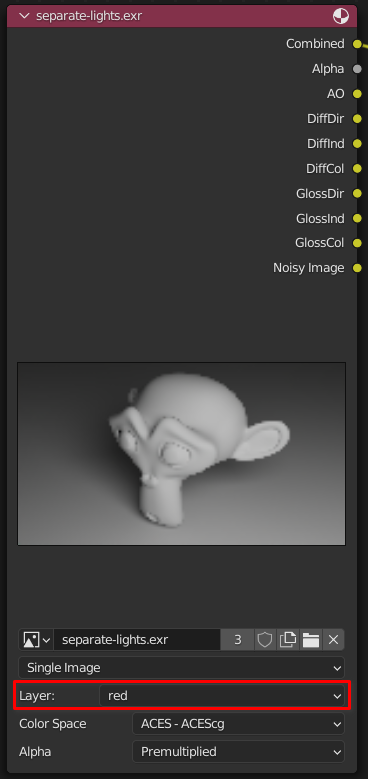 separate-lights.exr
Combined
Alpha
AO
DiffDir
DiffInd
DiffCol
GlossDir
GlossInd
GlossCol
Noisy Image
separate-lights.exr 3
Single Image
Layer: red
Color Space ACES - ACEScg
Alpha Premultiplied